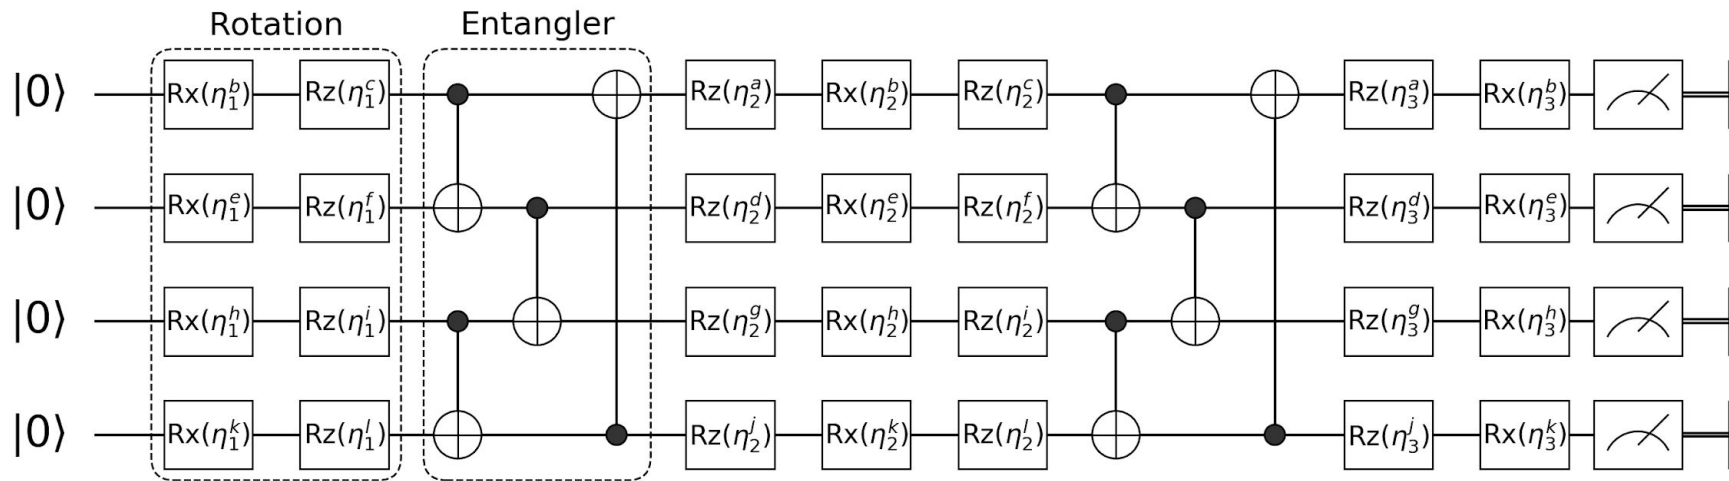 Rotation Entangler
|0⟩ Rx(η₁ᵇ) Rz(η₁ᶜ) Rz(η₂ᵃ) Rx(η₂ᵇ) Rz(η₂ᶜ) Rz(η₃ᵃ) Rx(η₃ᵇ)
|0⟩ Rx(η₁ᵉ) Rz(η₁ᶠ) Rz(η₂ᵈ) Rx(η₂ᵉ) Rz(η₂ᶠ) Rz(η₃ᵈ) Rx(η₃ᵉ)
|0⟩ Rx(η₁ʰ) Rz(η₁ⁱ) Rz(η₂ᵍ) Rx(η₂ʰ) Rz(η₂ⁱ) Rz(η₃ᵍ) Rx(η₃ʰ)
|0⟩ Rx(η₁ᵏ) Rz(η₁ˡ) Rz(η₂ʲ) Rx(η₂ᵏ) Rz(η₂ˡ) Rz(η₃ʲ) Rx(η₃ᵏ)